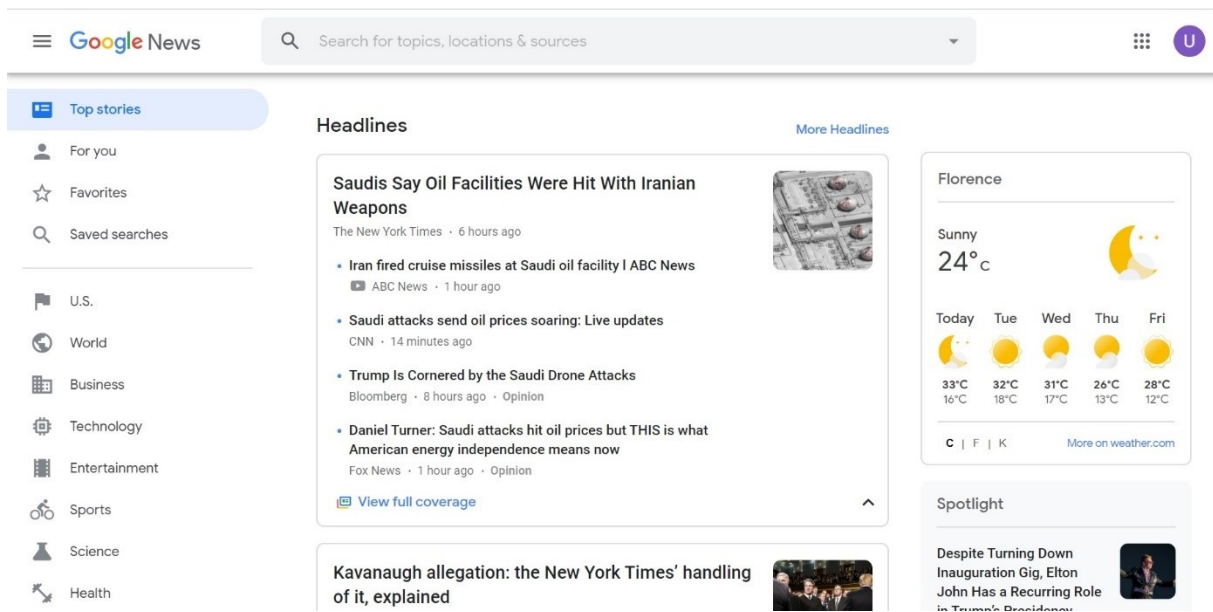 Google News
Search for topics, locations & sources
U
Top stories
For you
Favorites
Saved searches
U.S.
World
Business
Technology
Entertainment
Sports
Science
Health
Headlines
More Headlines
Saudis Say Oil Facilities Were Hit With Iranian
Weapons
The New York Times • 6 hours ago
• Iran fired cruise missiles at Saudi oil facility l ABC News
ABC News • 1 hour ago
• Saudi attacks send oil prices soaring: Live updates
CNN • 14 minutes ago
• Trump Is Cornered by the Saudi Drone Attacks
Bloomberg • 8 hours ago • Opinion
• Daniel Turner: Saudi attacks hit oil prices but THIS is what
American energy independence means now
Fox News • 1 hour ago • Opinion
View full coverage
Kavanaugh allegation: the New York Times' handling
of it, explained
Florence
Sunny
24°C
Today Tue Wed Thu Fri
33°C 32°C 31°C 26°C 28°C
16°C 18°C 17°C 13°C 12°C
C | F | K
More on weather.com
Spotlight
Despite Turning Down
Inauguration Gig, Elton
John Has a Recurring Role
in Trump's Presidency